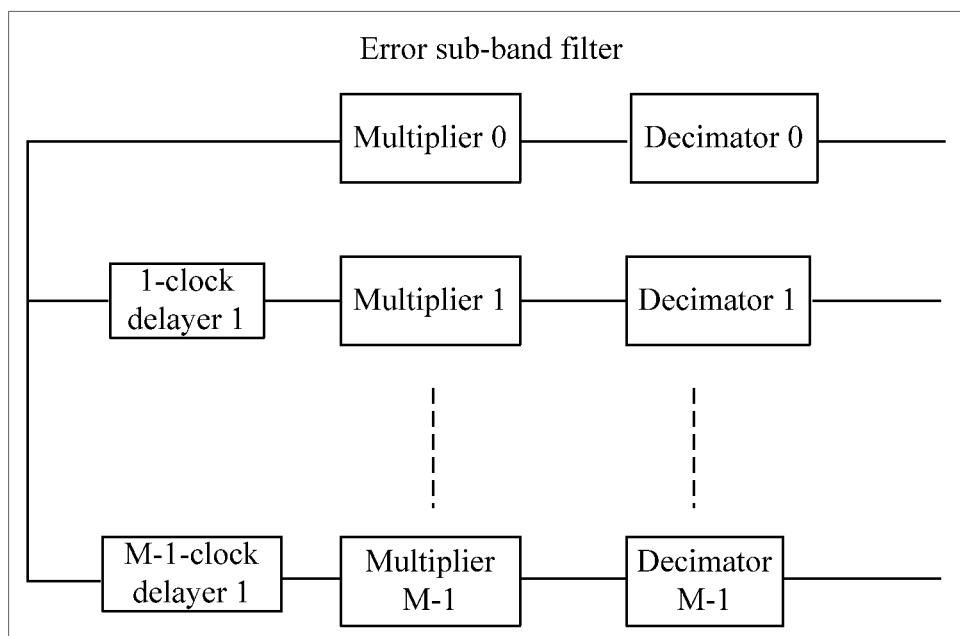 Error sub-band filter
Multiplier 0
Decimator 0
1-clock
delayer 1
Multiplier 1
Decimator 1
M-1-clock
delayer 1
Multiplier
M-1
Decimator
M-1